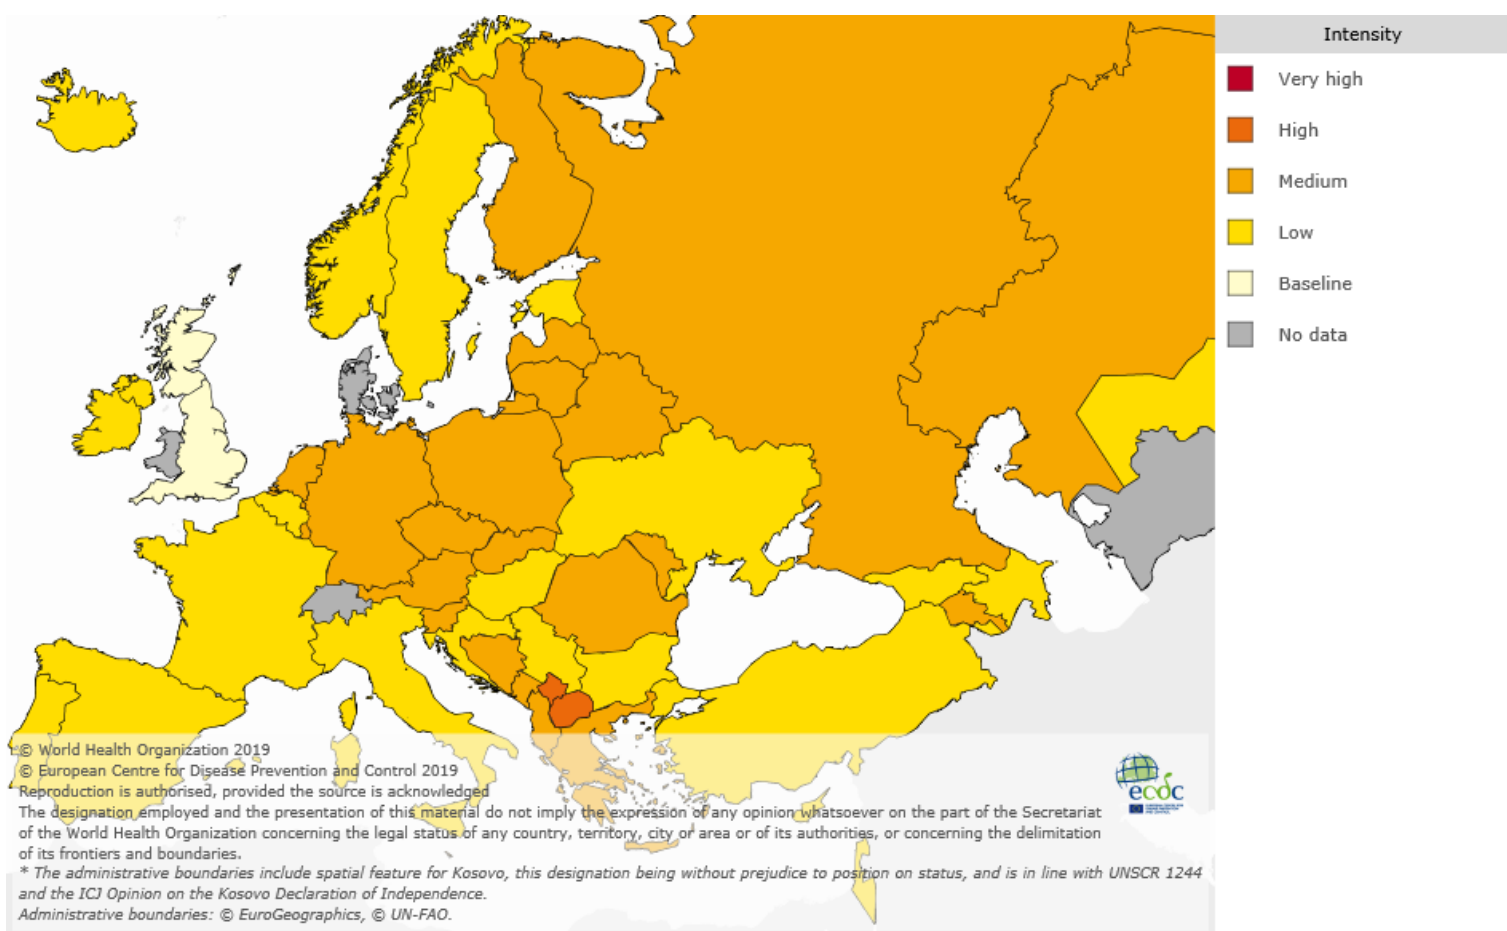 Intensity
Very high
High
Medium
Low
Baseline
No data
© World Health Organization 2019
© European Centre for Disease Prevention and Control 2019
Reproduction is authorised, provided the source is acknowledged
The designation employed and the presentation of this material do not imply the expression of any opinion whatsoever on the part of the Secretariat
of the World Health Organization concerning the legal status of any country, territory, city or area or of its authorities, or concerning the delimitation
of its frontiers and boundaries.
* The administrative boundaries include spatial feature for Kosovo, this designation being without prejudice to position on status, and is in line with UNSCR 1244
and the ICJ Opinion on the Kosovo Declaration of Independence.
Administrative boundaries: © EuroGeographics, © UN-FAO.
ecdc